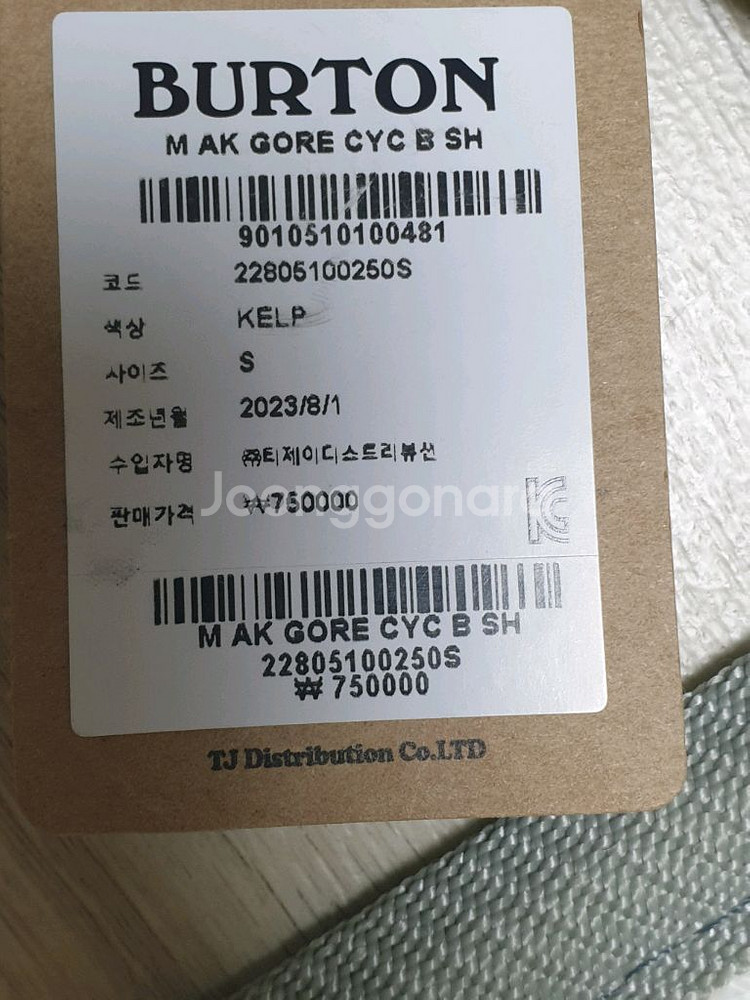 BURTON
M AK GORE CYC B SH
9010510100481
코드 22805100250S
색상 KELP
사이즈 S
제조년월 2023/8/1
수입자명 ㈜티제이디스트리뷰션
판매가격 ₩750000
Joonggonara
KC
M AK GORE CYC B SH
22805100250S
₩ 750000
TJ Distribution Co.LTD